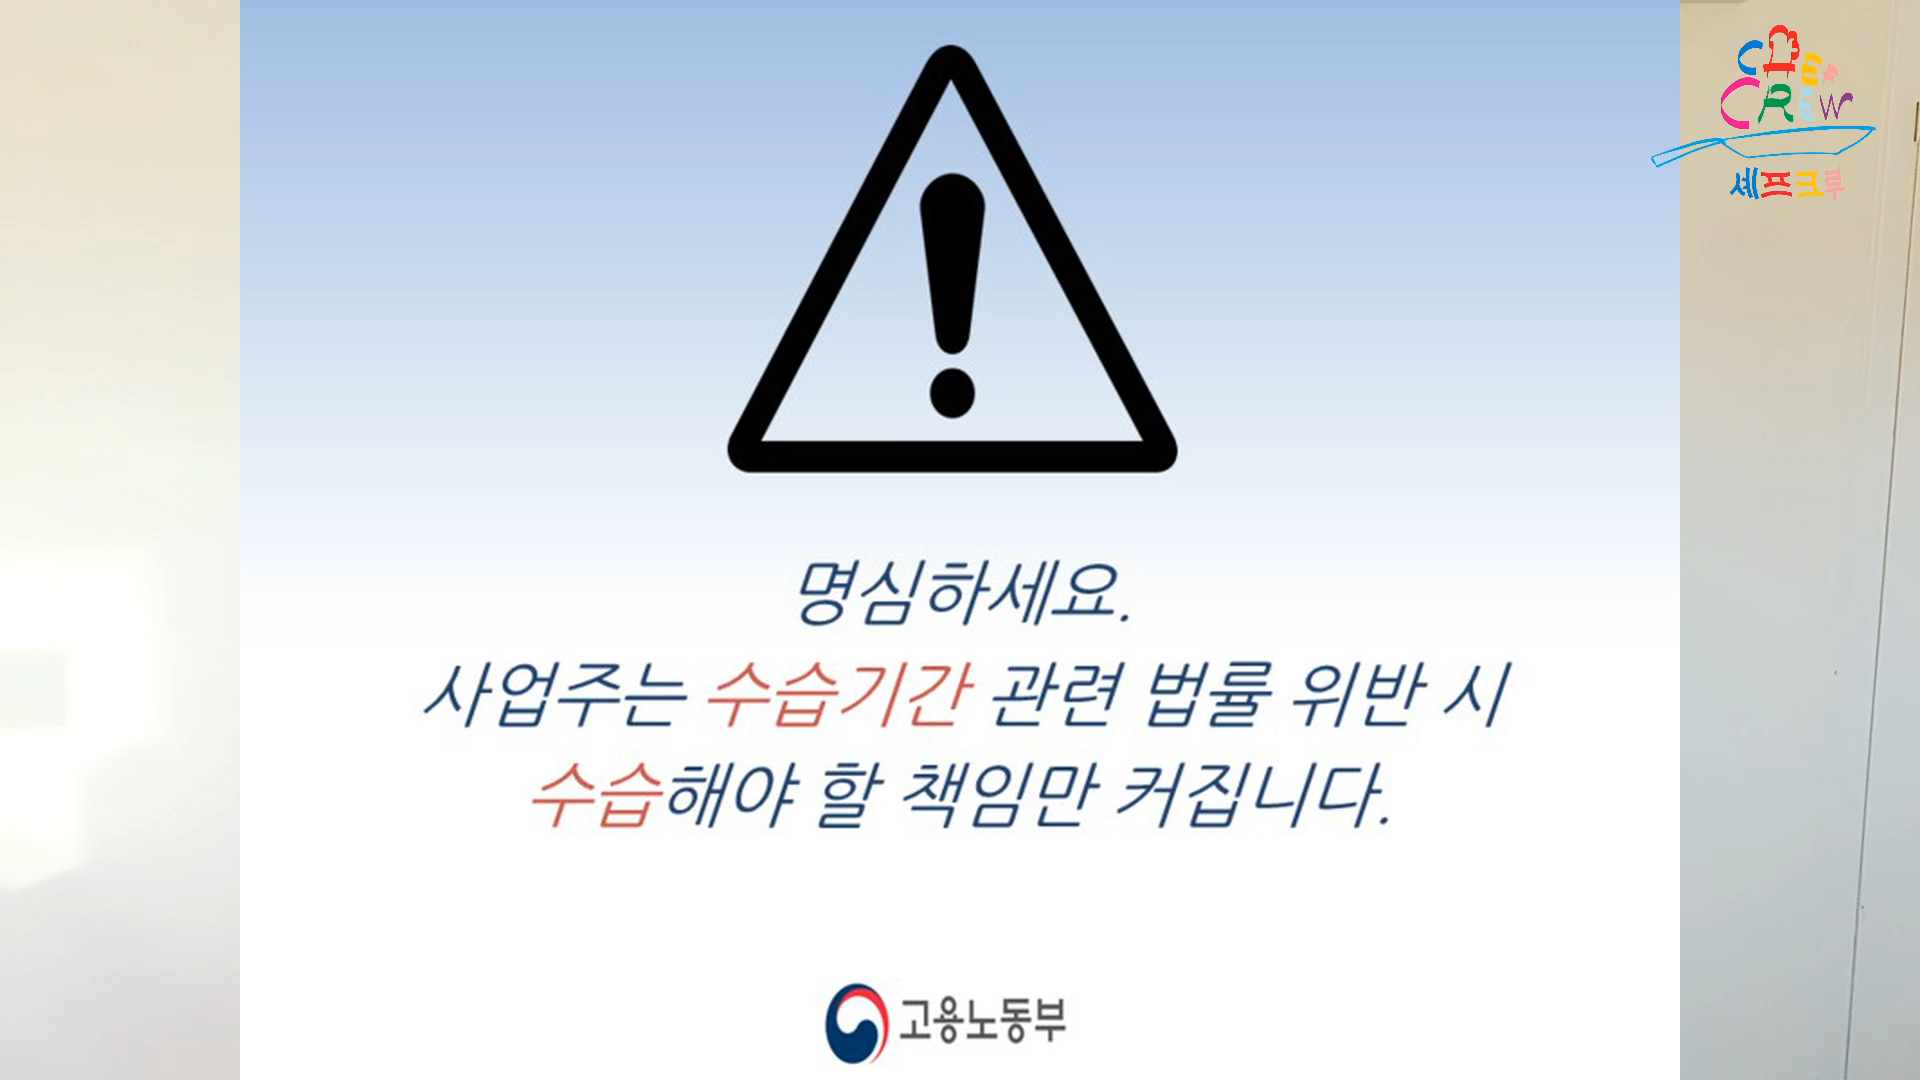 CHEF
CREW
셰프크루
명심하세요.
사업주는 수습기간 관련 법률 위반 시
수습해야 할 책임만 커집니다.
고용노동부